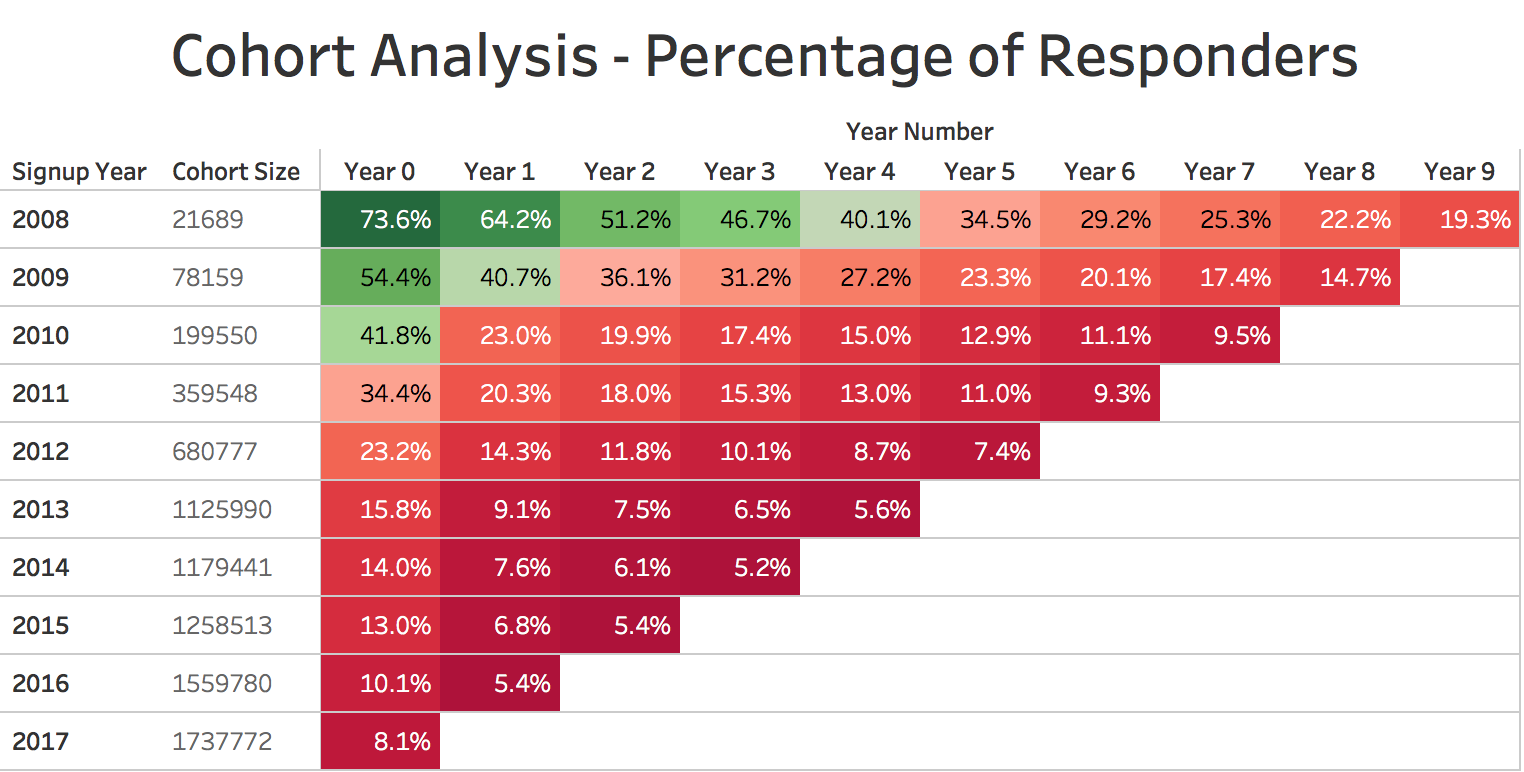 Cohort Analysis - Percentage of Responders
Year Number
Signup Year Cohort Size Year 0 Year 1 Year 2 Year 3 Year 4 Year 5 Year 6 Year 7 Year 8 Year 9
2008 21689 73.6% 64.2% 51.2% 46.7% 40.1% 34.5% 29.2% 25.3% 22.2% 19.3%
2009 78159 54.4% 40.7% 36.1% 31.2% 27.2% 23.3% 20.1% 17.4% 14.7%
2010 199550 41.8% 23.0% 19.9% 17.4% 15.0% 12.9% 11.1% 9.5%
2011 359548 34.4% 20.3% 18.0% 15.3% 13.0% 11.0% 9.3%
2012 680777 23.2% 14.3% 11.8% 10.1% 8.7% 7.4%
2013 1125990 15.8% 9.1% 7.5% 6.5% 5.6%
2014 1179441 14.0% 7.6% 6.1% 5.2%
2015 1258513 13.0% 6.8% 5.4%
2016 1559780 10.1% 5.4%
2017 1737772 8.1%